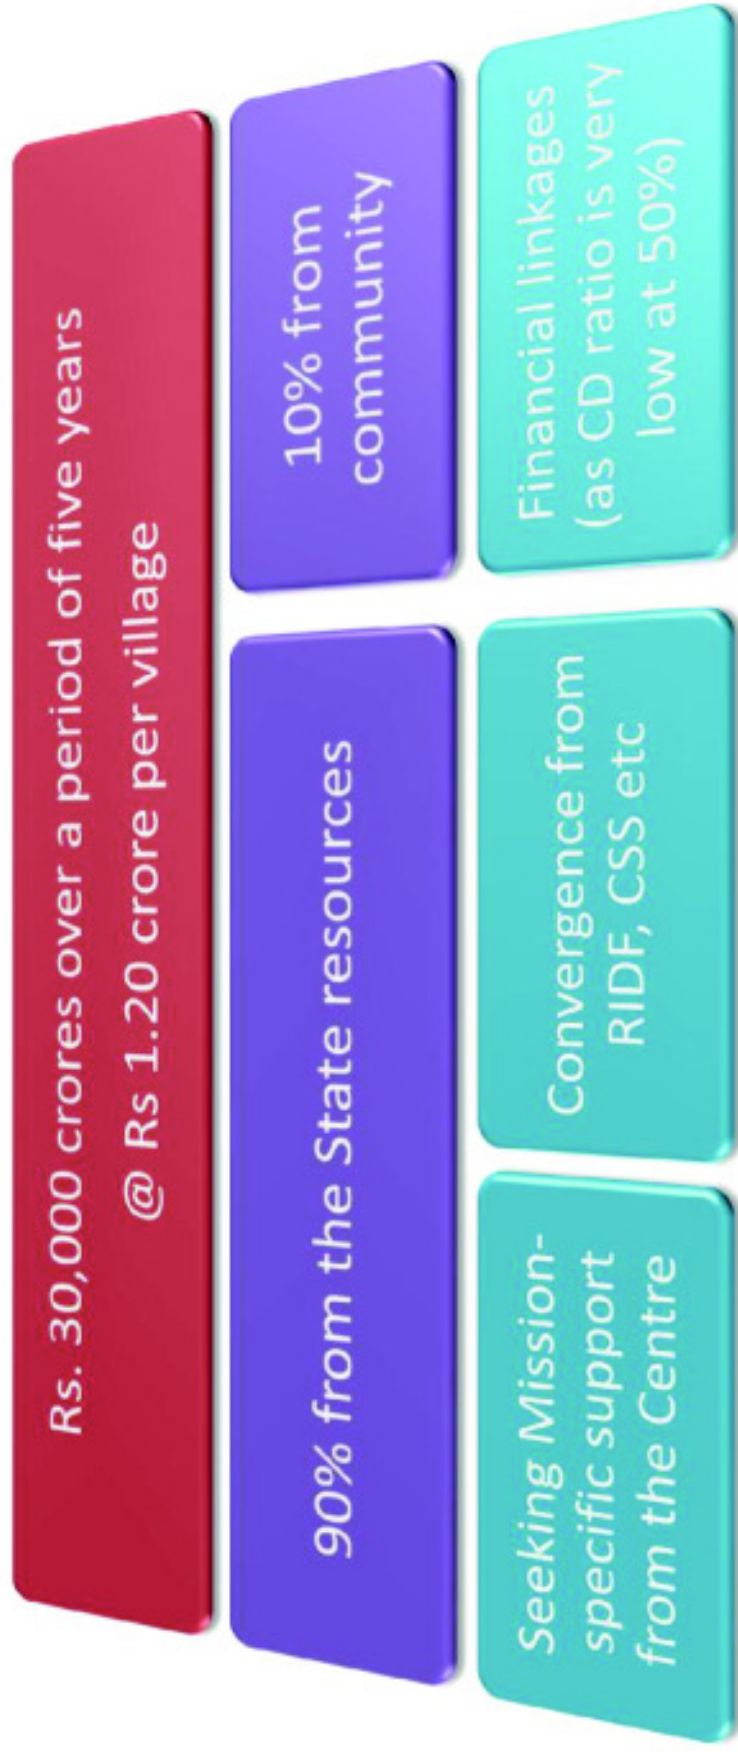 Rs. 30,000 crores over a period of five years
@ Rs 1.20 crore per village
90% from the State resources
10% from
community
Seeking Mission-
specific support
from the Centre
Convergence from
RIDF, CSS etc
Financial linkages
(as CD ratio is very
low at 50%)